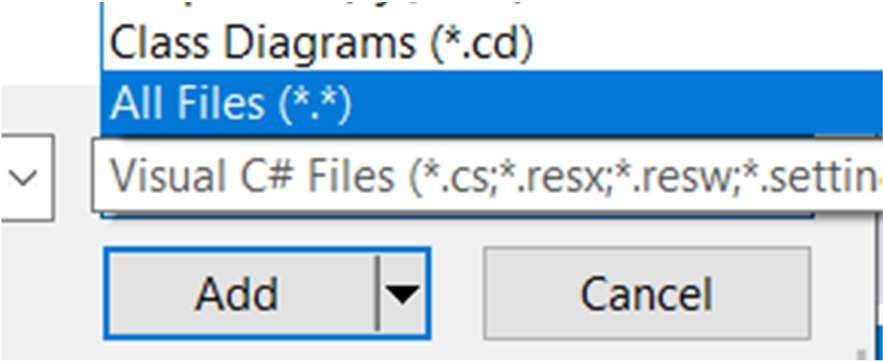 Class Diagrams (*.cd)
All Files (*.*)
Visual C# Files (*.cs;*.resx;*.resw;*.settin
Add
Cancel